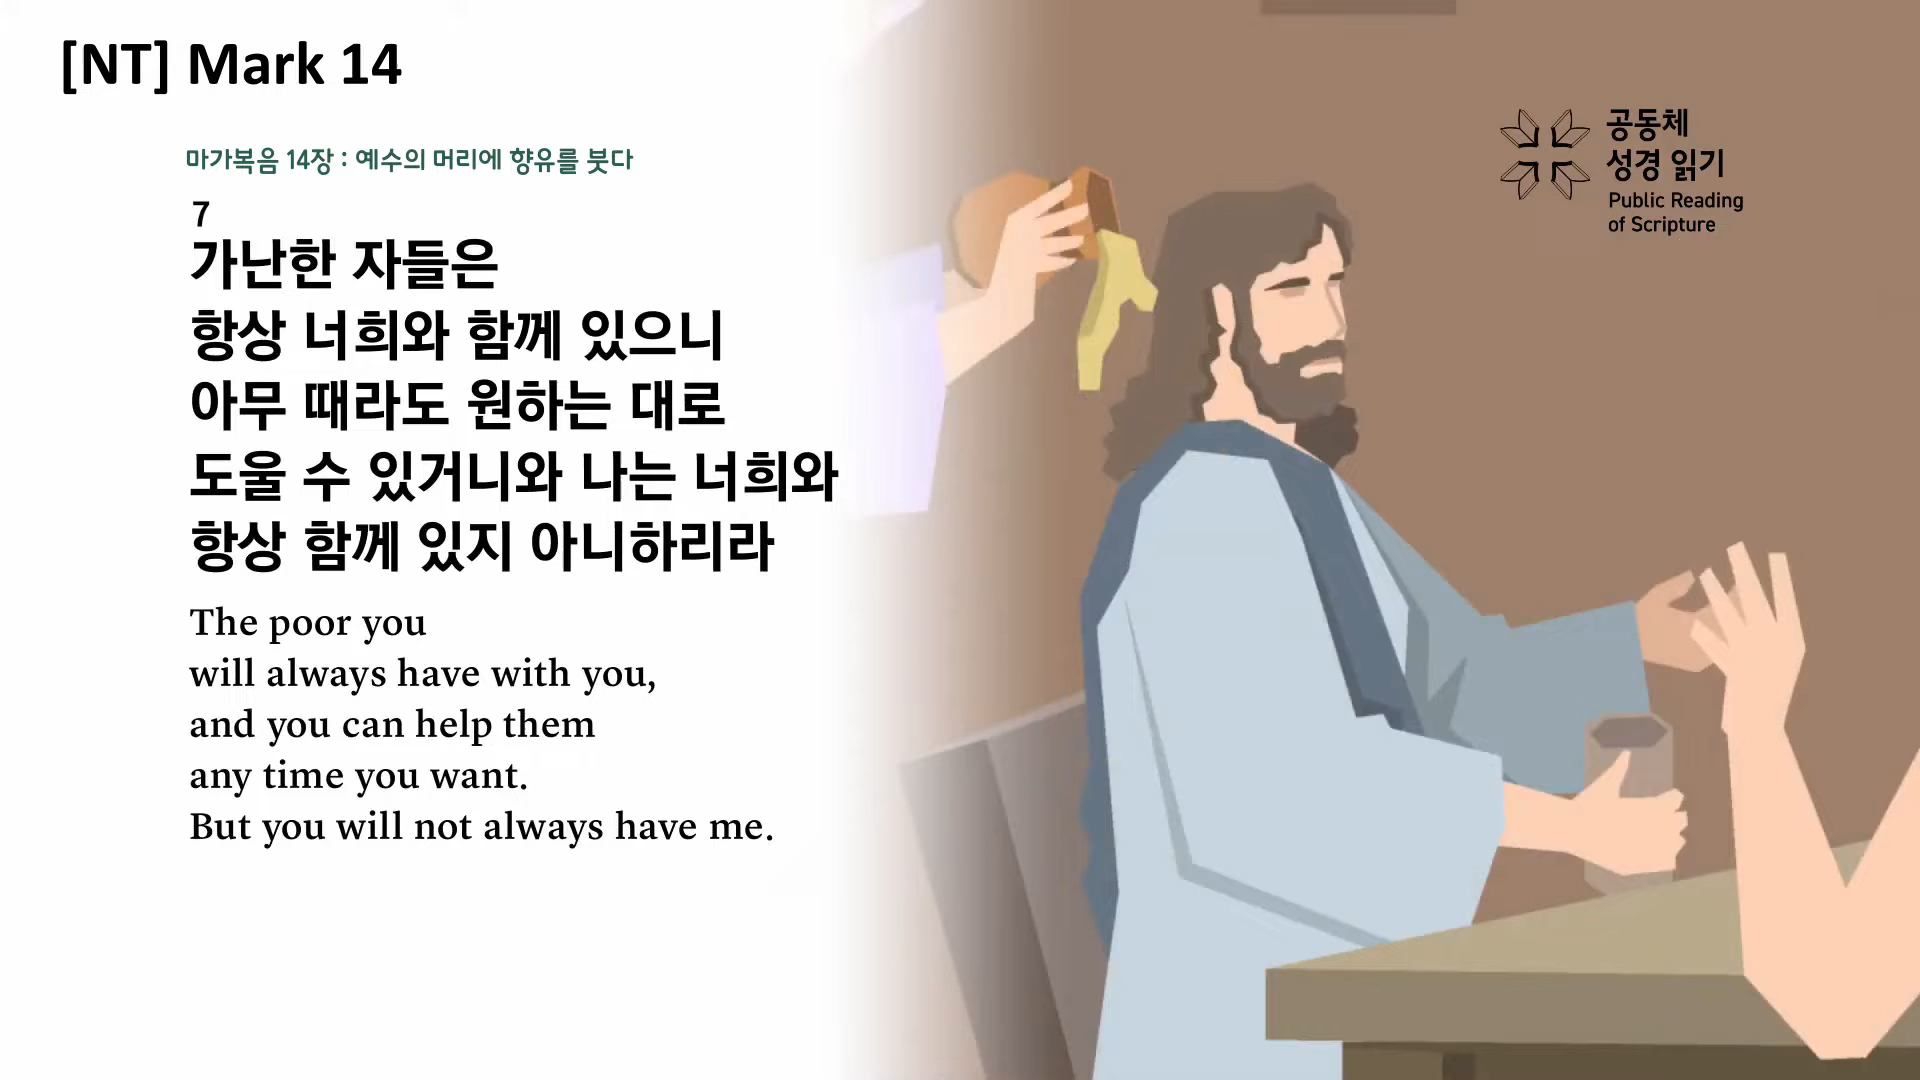 [NT] Mark 14
마가복음 14장 : 예수의 머리에 향유를 붓다
7
가난한 자들은
항상 너희와 함께 있으니
아무 때라도 원하는 대로
도울 수 있거니와 나는 너희와
항상 함께 있지 아니하리라
The poor you
will always have with you,
and you can help them
any time you want.
But you will not always have me.
공동체
성경 읽기
Public Reading
of Scripture